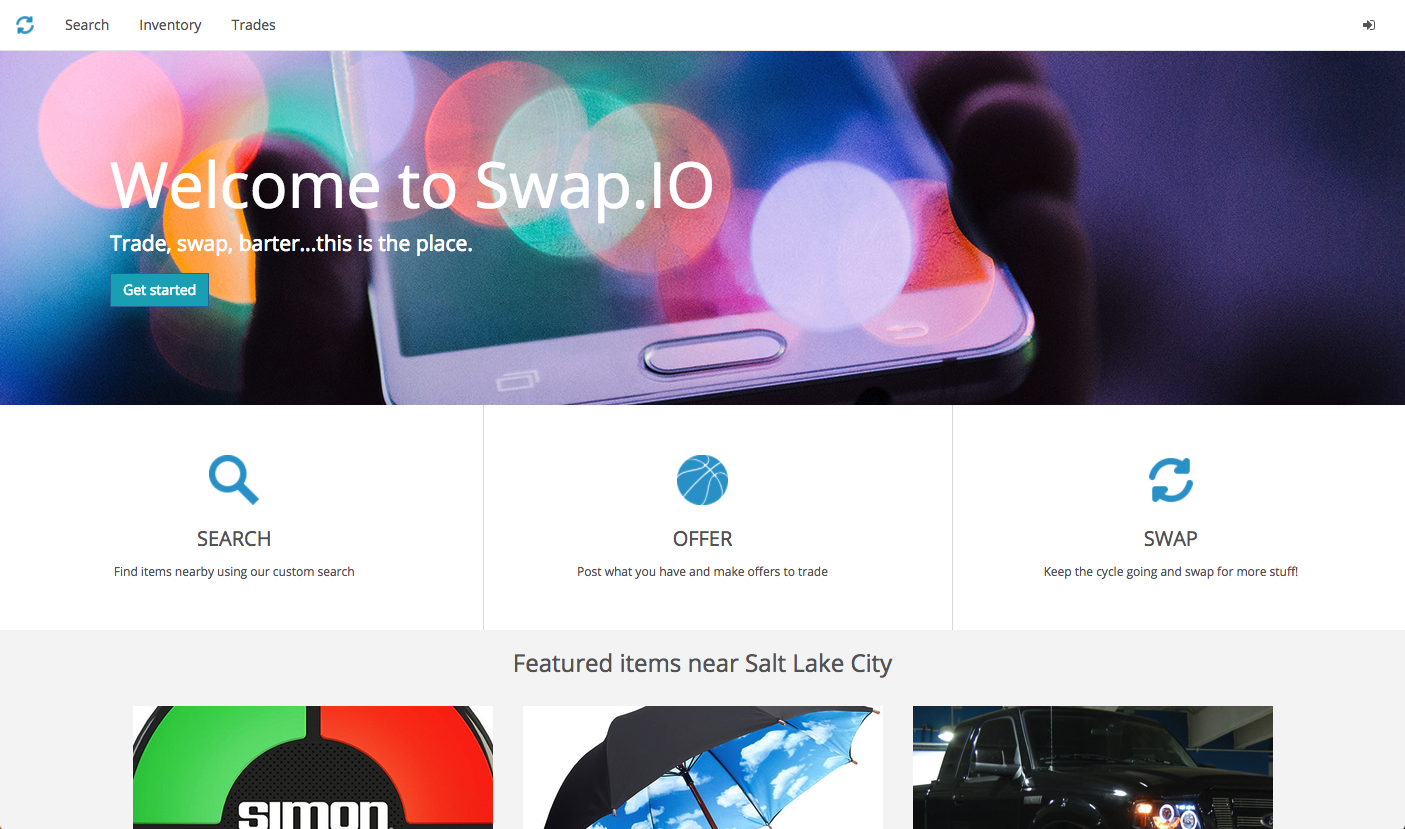 Search Inventory Trades
Welcome to Swap.IO
Trade, swap, barter...this is the place.
Get started
SEARCH
Find items nearby using our custom search
OFFER
Post what you have and make offers to trade
SWAP
Keep the cycle going and swap for more stuff!
Featured items near Salt Lake City
simon